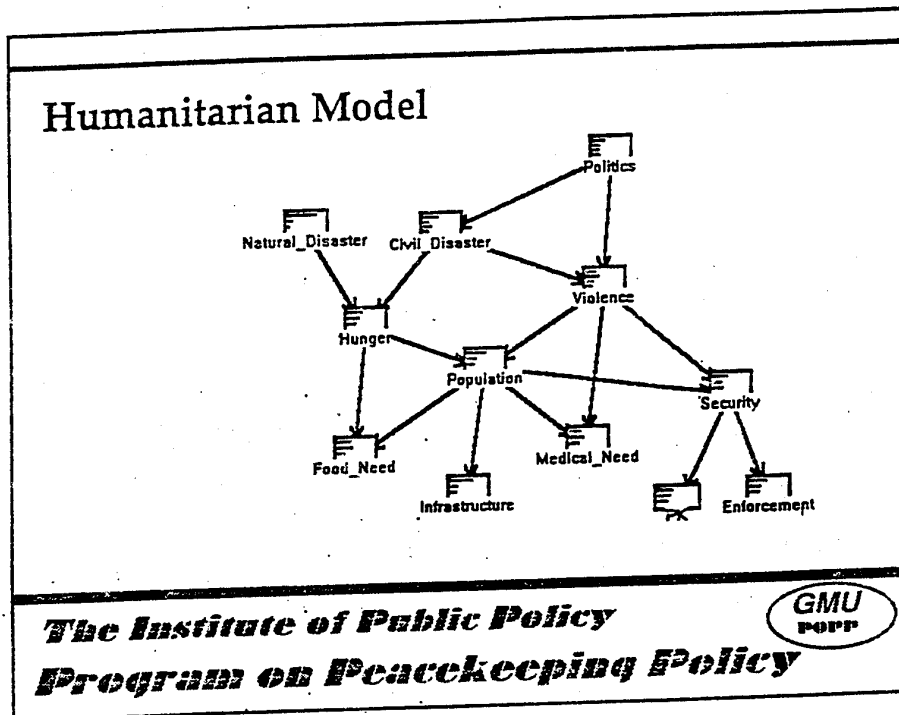 Humanitarian Model
Politics
Natural_Disaster
Civil_Disaster
Violence
Hunger
Population
Security
Food_Need
Medical_Need
Infrastructure
PK
Enforcement
The Institute of Public Policy
Program on Peacekeeping Policy
GMU
POPP